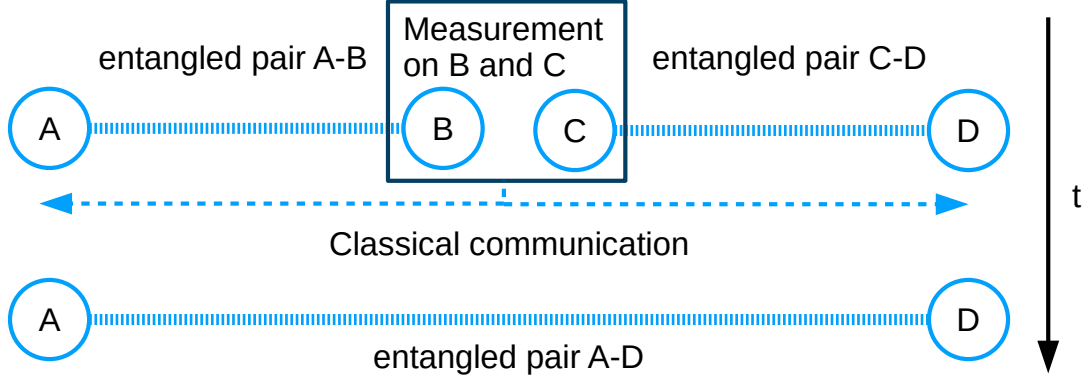 Measurement
on B and C
entangled pair A-B
entangled pair C-D
A
B
C
D
t
Classical communication
A
D
entangled pair A-D